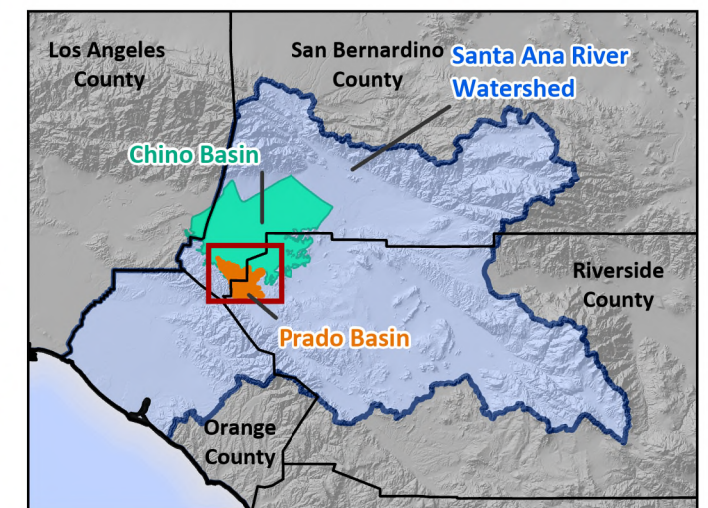 Los Angeles
County
San Bernardino
County
Santa Ana River
Watershed
Chino Basin
Riverside
County
Prado Basin
Orange
County